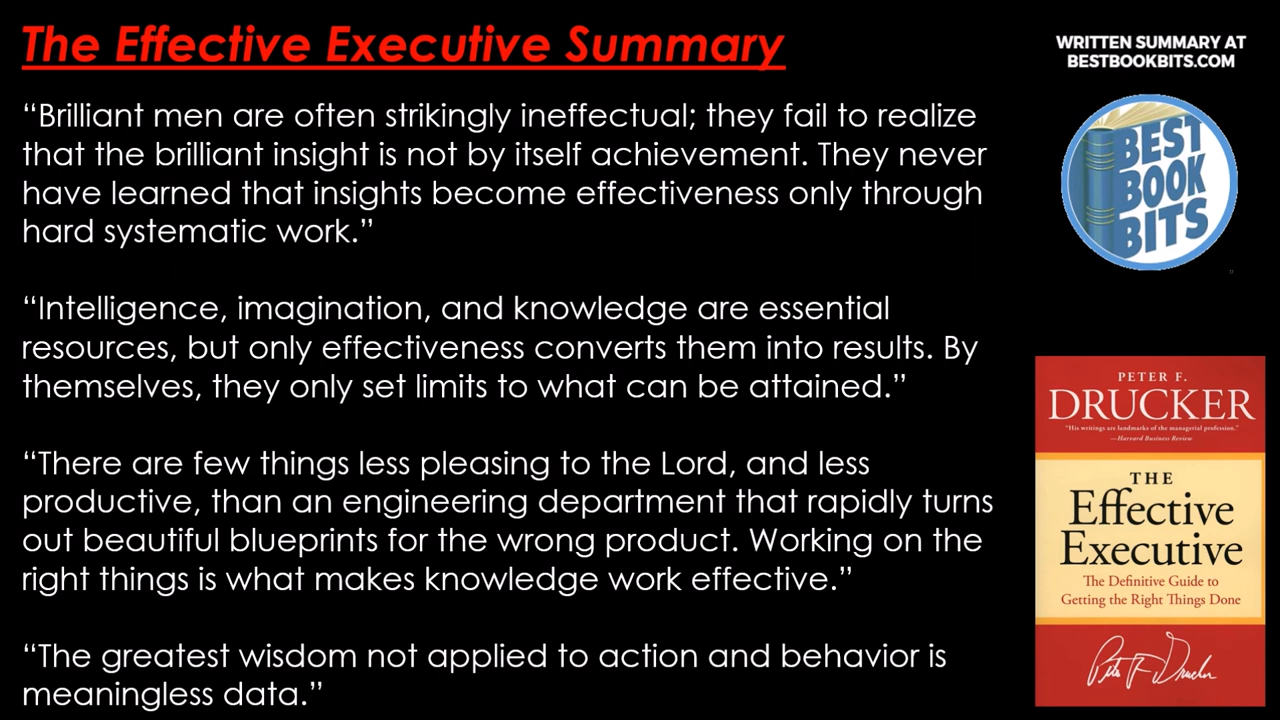 The Effective Executive Summary
“Brilliant men are often strikingly ineffectual; they fail to realize
that the brilliant insight is not by itself achievement. They never
have learned that insights become effectiveness only through
hard systematic work.”
“Intelligence, imagination, and knowledge are essential
resources, but only effectiveness converts them into results. By
themselves, they only set limits to what can be attained.”
“There are few things less pleasing to the Lord, and less
productive, than an engineering department that rapidly turns
out beautiful blueprints for the wrong product. Working on the
right things is what makes knowledge work effective.”
“The greatest wisdom not applied to action and behavior is
meaningless data.”
WRITTEN SUMMARY AT
BESTBOOKBITS.COM
BEST
BOOK
BITS
PETER F.
DRUCKER
"His writings are landmarks of the managerial profession."
—Harvard Business Review
THE
Effective
Executive
The Definitive Guide to
Getting the Right Things Done
Peter F. Drucker